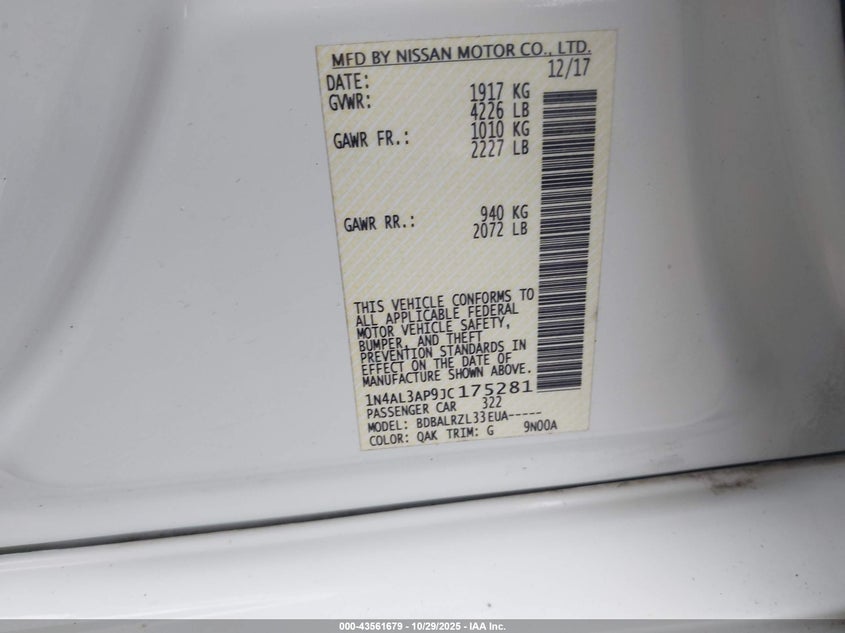 MFD BY NISSAN MOTOR CO., LTD.
DATE: 12/17
GVWR: 1917 KG
4226 LB
GAWR FR.: 1010 KG
2227 LB
GAWR RR.: 940 KG
2072 LB
THIS VEHICLE CONFORMS TO
ALL APPLICABLE FEDERAL
MOTOR VEHICLE SAFETY,
BUMPER, AND THEFT
PREVENTION STANDARDS IN
EFFECT ON THE DATE OF
MANUFACTURE SHOWN ABOVE.
1N4AL3AP9JC175281
PASSENGER CAR 322
MODEL: BDBALRZL33EUA-----
COLOR: QAK TRIM: G 9N00A
000-43561679 - 10/29/2025 - IAA Inc.